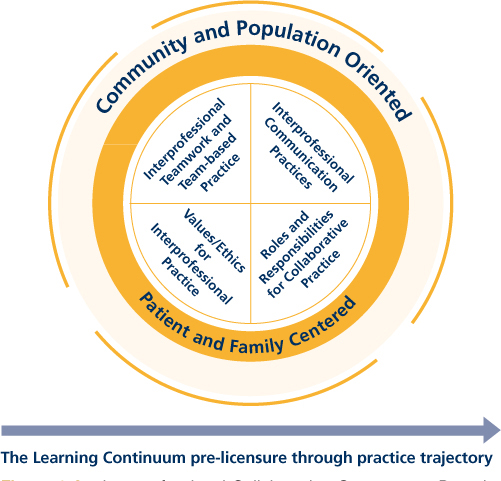 Community and Population Oriented
Interprofessional
Teamwork and
Team-based
Practice
Interprofessional
Communication
Practices
Values/Ethics
for
Interprofessional
Practice
Roles and
Responsibilities
for Collaborative
Practice
Patient and Family Centered
The Learning Continuum pre-licensure through practice trajectory